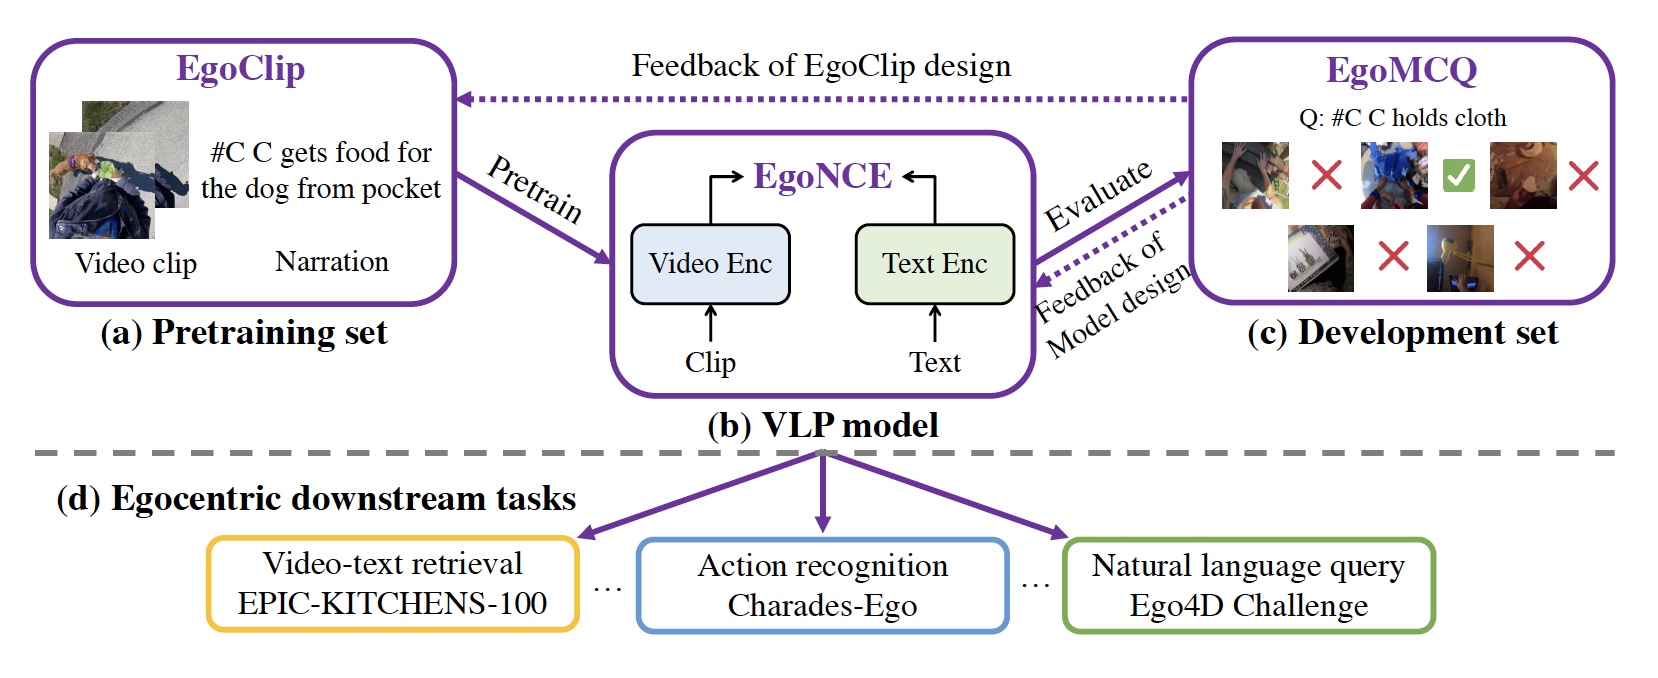 EgoClip
#C C gets food for
the dog from pocket
Video clip
Narration
(a) Pretraining set
Feedback of EgoClip design
Pretrain
EgoNCE
Video Enc
Text Enc
Clip
Text
(b) VLP model
Evaluate
Feedback of
Model design
EgoMCQ
Q: #C C holds cloth
(c) Development set
(d) Egocentric downstream tasks
Video-text retrieval
EPIC-KITCHENS-100
...
Action recognition
Charades-Ego
...
Natural language query
Ego4D Challenge